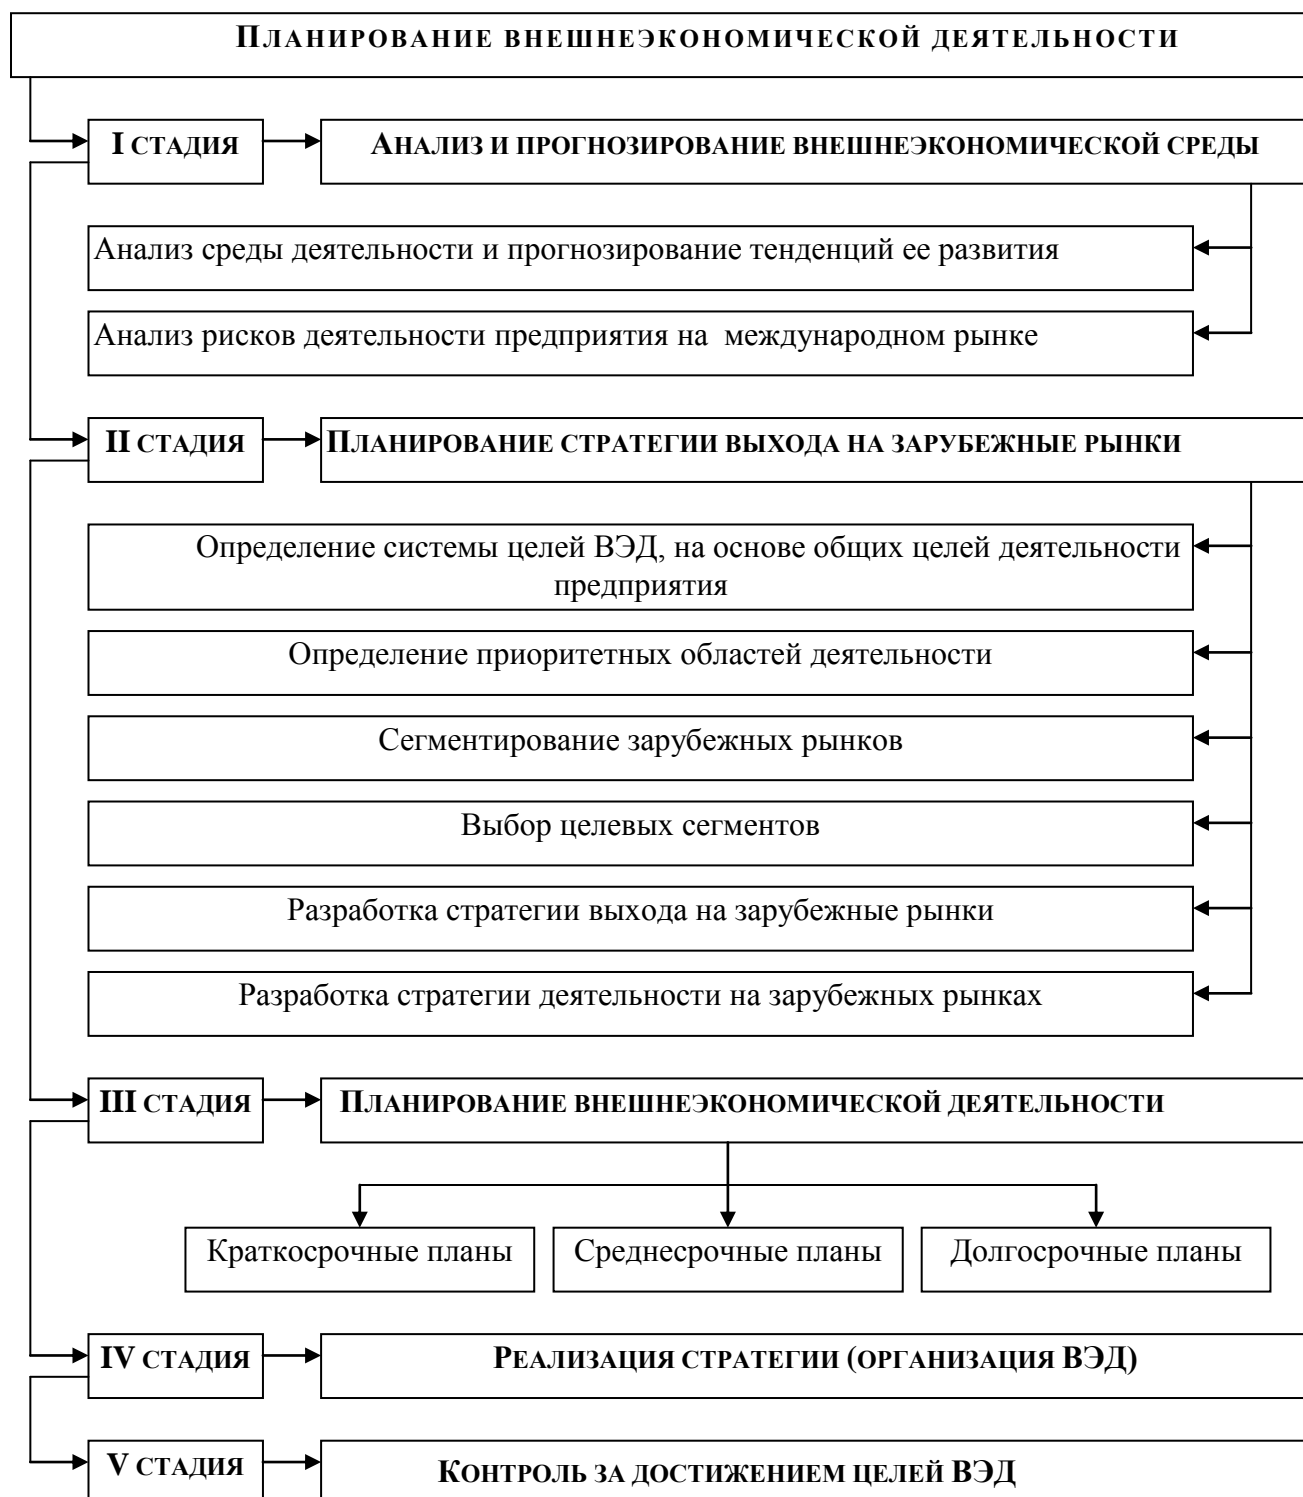 ПЛАНИРОВАНИЕ ВНЕШНЕЭКОНОМИЧЕСКОЙ ДЕЯТЕЛЬНОСТИ
I СТАДИЯ
АНАЛИЗ И ПРОГНОЗИРОВАНИЕ ВНЕШНЕЭКОНОМИЧЕСКОЙ СРЕДЫ
Анализ среды деятельности и прогнозирование тенденций ее развития
Анализ рисков деятельности предприятия на международном рынке
II СТАДИЯ
ПЛАНИРОВАНИЕ СТРАТЕГИИ ВЫХОДА НА ЗАРУБЕЖНЫЕ РЫНКИ
Определение системы целей ВЭД, на основе общих целей деятельности
предприятия
Определение приоритетных областей деятельности
Сегментирование зарубежных рынков
Выбор целевых сегментов
Разработка стратегии выхода на зарубежные рынки
Разработка стратегии деятельности на зарубежных рынках
III СТАДИЯ
ПЛАНИРОВАНИЕ ВНЕШНЕЭКОНОМИЧЕСКОЙ ДЕЯТЕЛЬНОСТИ
Краткосрочные планы
Среднесрочные планы
Долгосрочные планы
IV СТАДИЯ
РЕАЛИЗАЦИЯ СТРАТЕГИИ (ОРГАНИЗАЦИЯ ВЭД)
V СТАДИЯ
КОНТРОЛЬ ЗА ДОСТИЖЕНИЕМ ЦЕЛЕЙ ВЭД